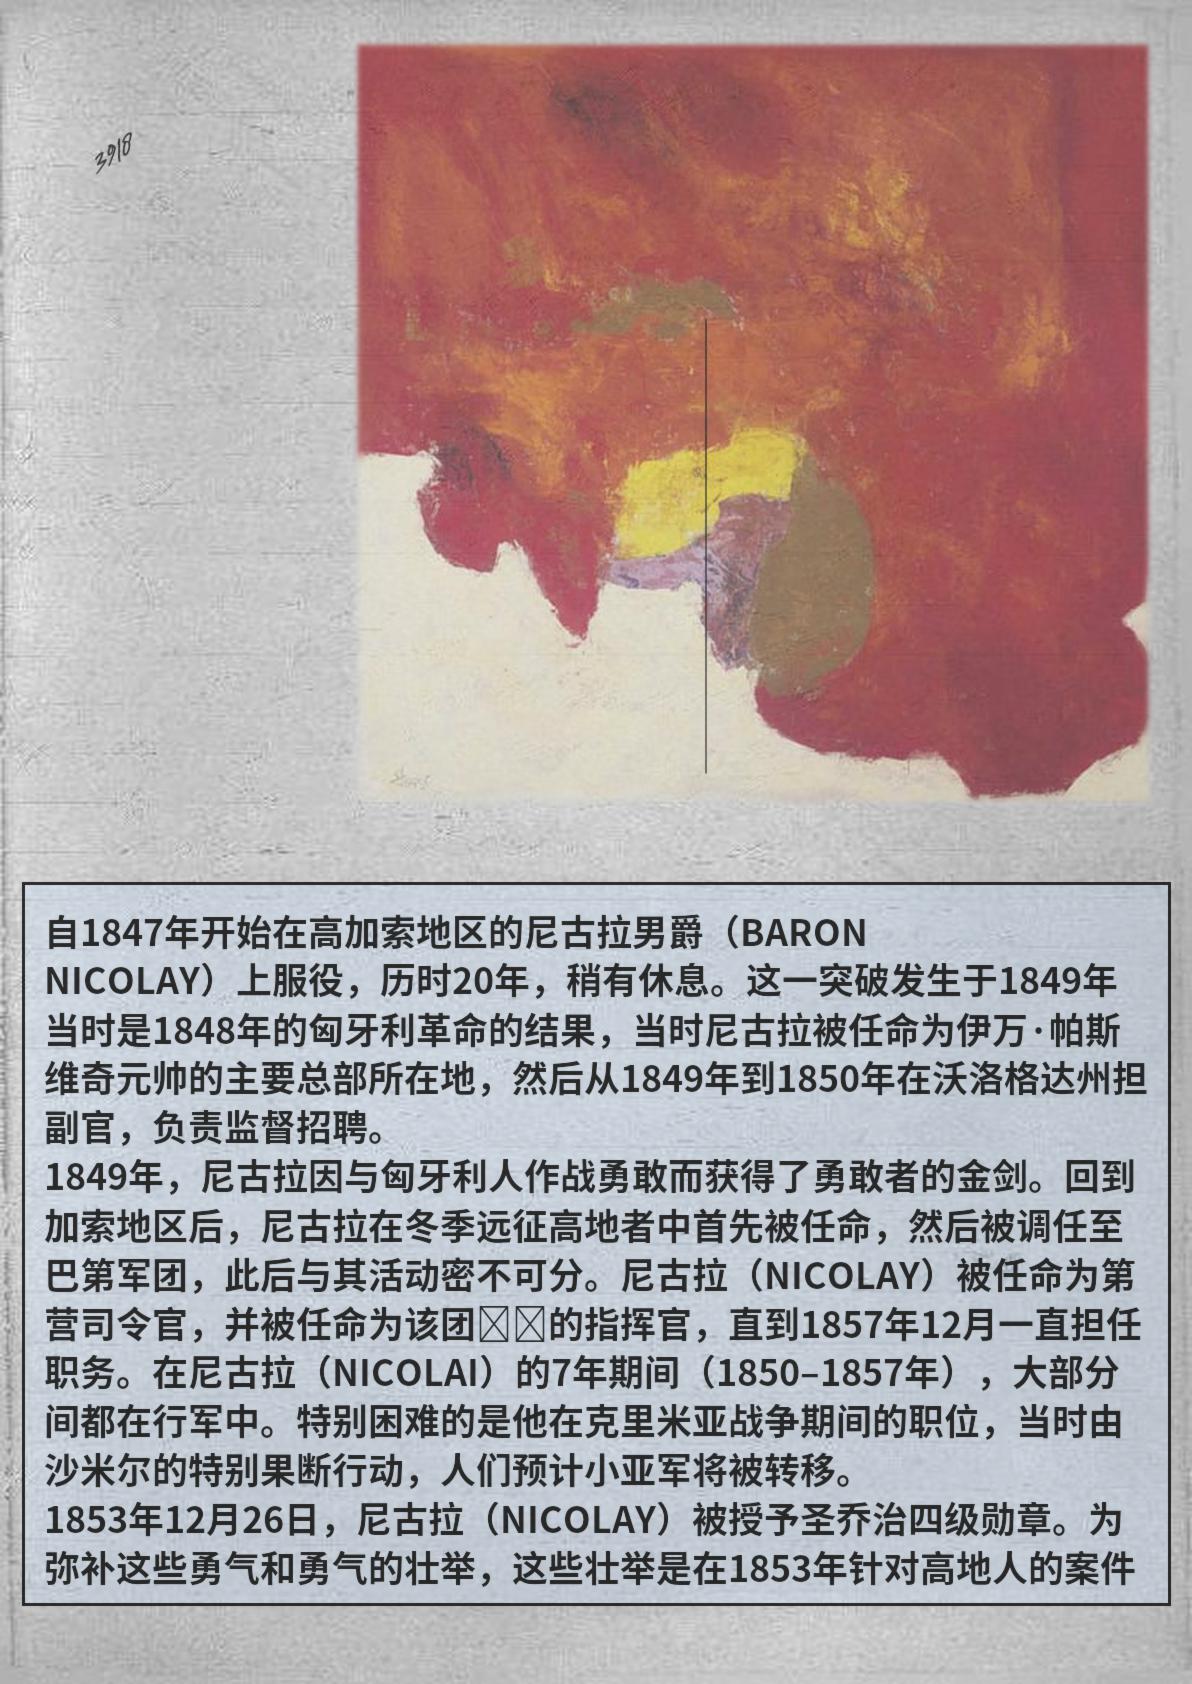 3918
自1847年开始在高加索地区的尼古拉男爵（BARON
NICOLAY）上服役，历时20年，稍有休息。这一突破发生于1849年
当时是1848年的匈牙利革命的结果，当时尼古拉被任命为伊万·帕斯
维奇元帅的主要总部所在地，然后从1849年到1850年在沃洛格达州担
副官，负责监督招聘。
1849年，尼古拉因与匈牙利人作战勇敢而获得了勇敢者的金剑。回到
加索地区后，尼古拉在冬季远征高地者中首先被任命，然后被调任至
巴第军团，此后与其活动密不可分。尼古拉（NICOLAY）被任命为第
营司令官，并被任命为该团的指挥官，直到1857年12月一直担任
职务。在尼古拉（NICOLAI）的7年期间（1850–1857年），大部分
间都在行军中。特别困难的是他在克里米亚战争期间的职位，当时由
沙米尔的特别果断行动，人们预计小亚军将被转移。
1853年12月26日，尼古拉（NICOLAY）被授予圣乔治四级勋章。为
弥补这些勇气和勇气的壮举，这些壮举是在1853年针对高地人的案件